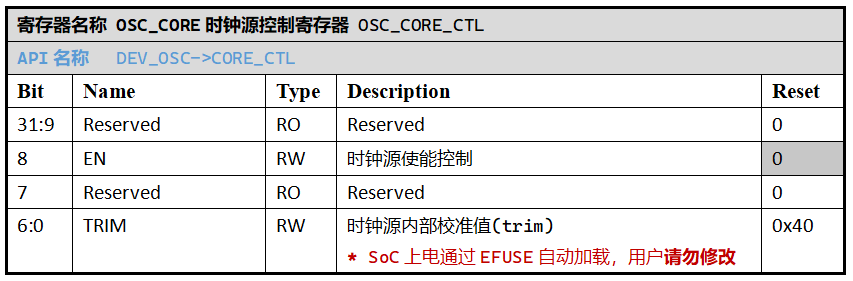 寄存器名称 OSC_CORE 时钟源控制寄存器 OSC_CORE_CTL
API 名称 DEV_OSC->CORE_CTL
Bit Name Type Description Reset
31:9 Reserved RO Reserved 0
8 EN RW 时钟源使能控制 0
7 Reserved RO Reserved 0
6:0 TRIM RW 时钟源内部校准值(trim) 0x40
* SoC 上电通过 EFUSE 自动加载，用户请勿修改